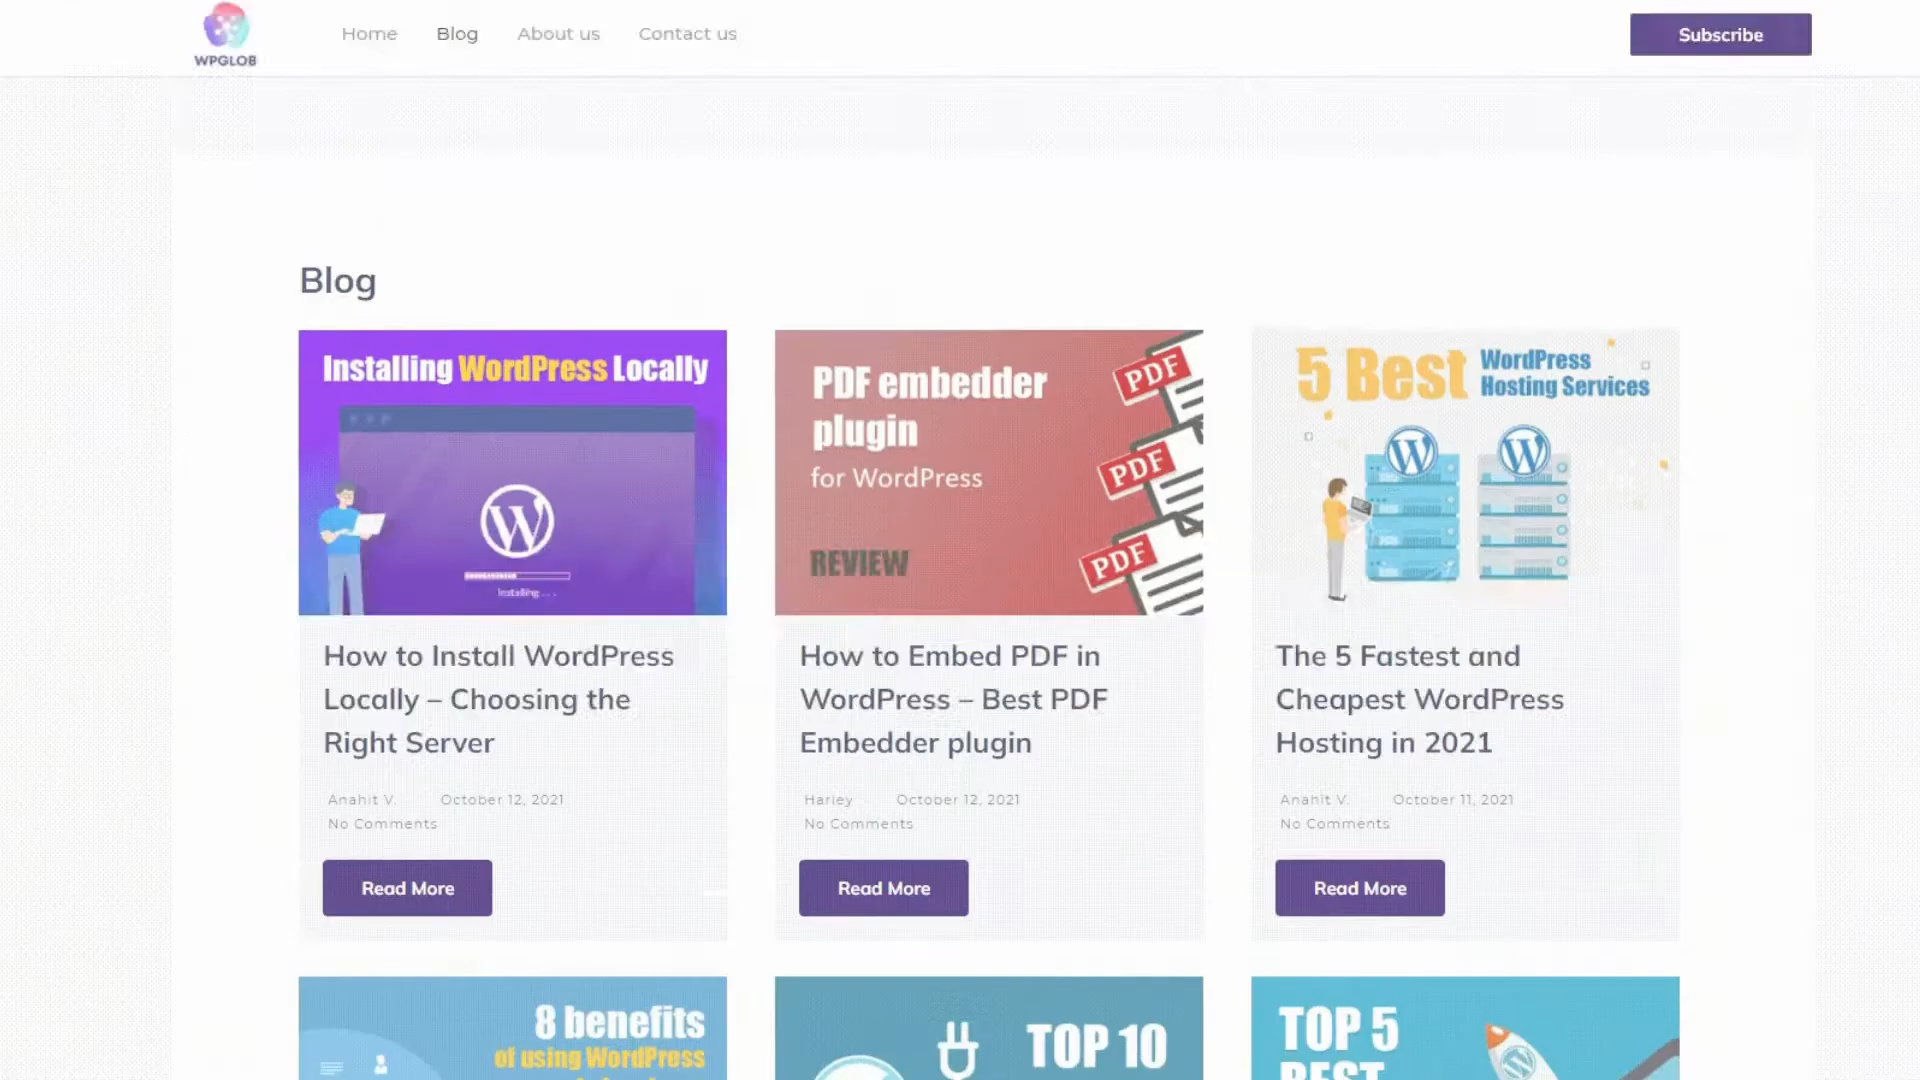 WPGLOB
Home Blog About us Contact us
Subscribe
Blog
Installing WordPress Locally
Installing...
PDF embedder
plugin
for WordPress
REVIEW
PDF
PDF
PDF
5 Best WordPress
Hosting Services
How to Install WordPress
Locally – Choosing the
Right Server
Anahit V. October 12, 2021
No Comments
Read More
How to Embed PDF in
WordPress – Best PDF
Embedder plugin
Harley October 12, 2021
No Comments
Read More
The 5 Fastest and
Cheapest WordPress
Hosting in 2021
Anahit V. October 11, 2021
No Comments
Read More
8 benefits
of using WordPress
TOP 10
TOP 5
BEST